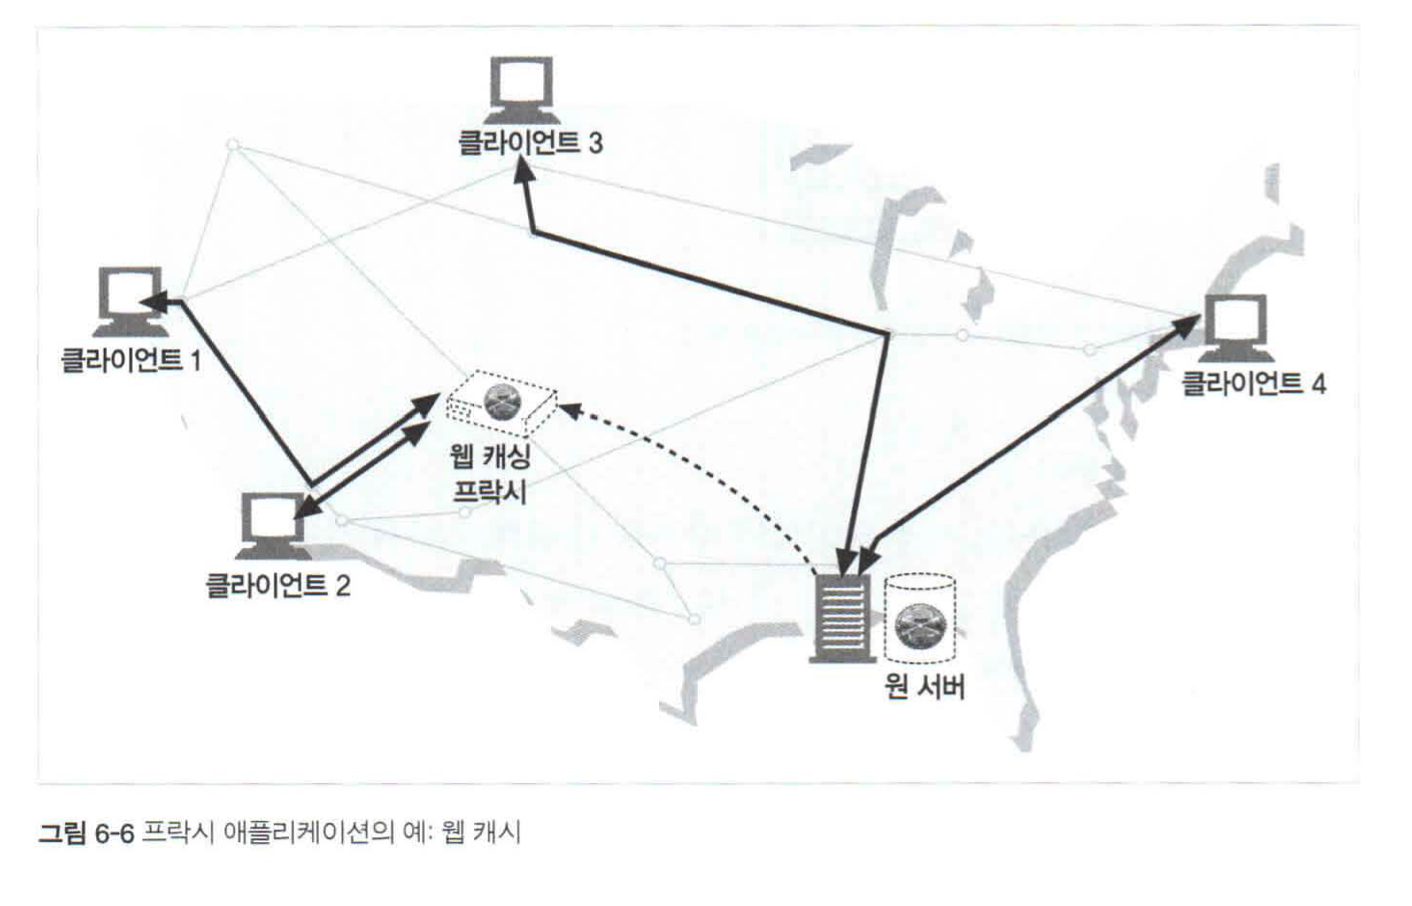 클라이언트 3
클라이언트 1
클라이언트 4
웹 캐싱
프락시
클라이언트 2
원 서버
그림 6-6 프락시 애플리케이션의 예: 웹 캐시